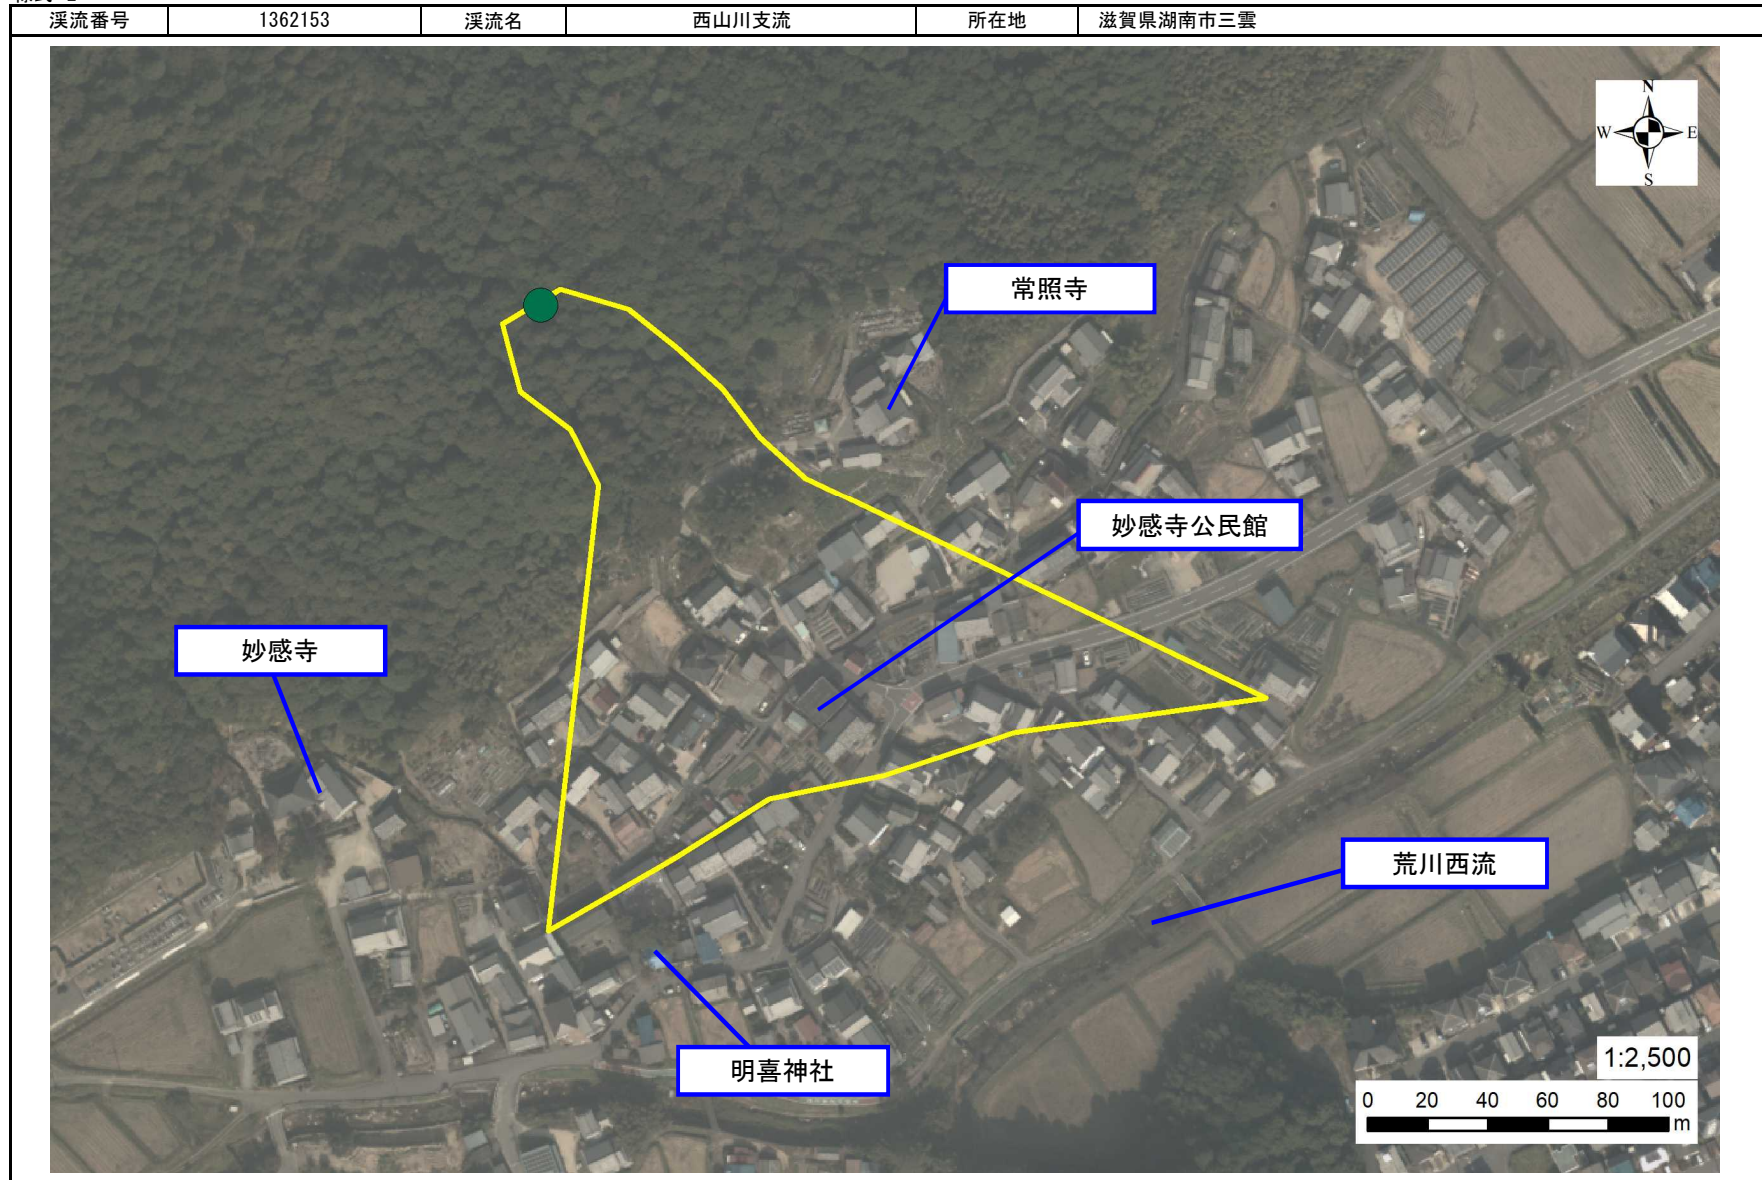 渓流番号 1362153 渓流名 西山川支流 所在地 滋賀県湖南市三雲
N
W E
S
常照寺
妙感寺公民館
妙感寺
荒川西流
明喜神社
1:2,500
0 20 40 60 80 100
m